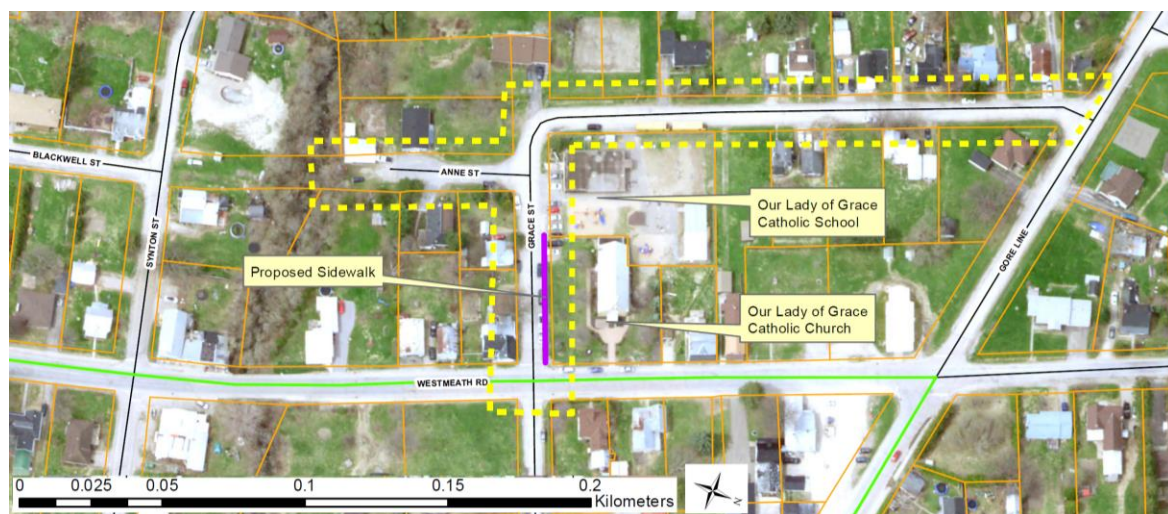 BLACKWELL ST
SYNTON ST
ANNE ST
GRACE ST
Our Lady of Grace
Catholic School
GORE LINE
Proposed Sidewalk
Our Lady of Grace
Catholic Church
WESTMEATH RD
0 0.025 0.05 0.1 0.15 0.2
Kilometers
N